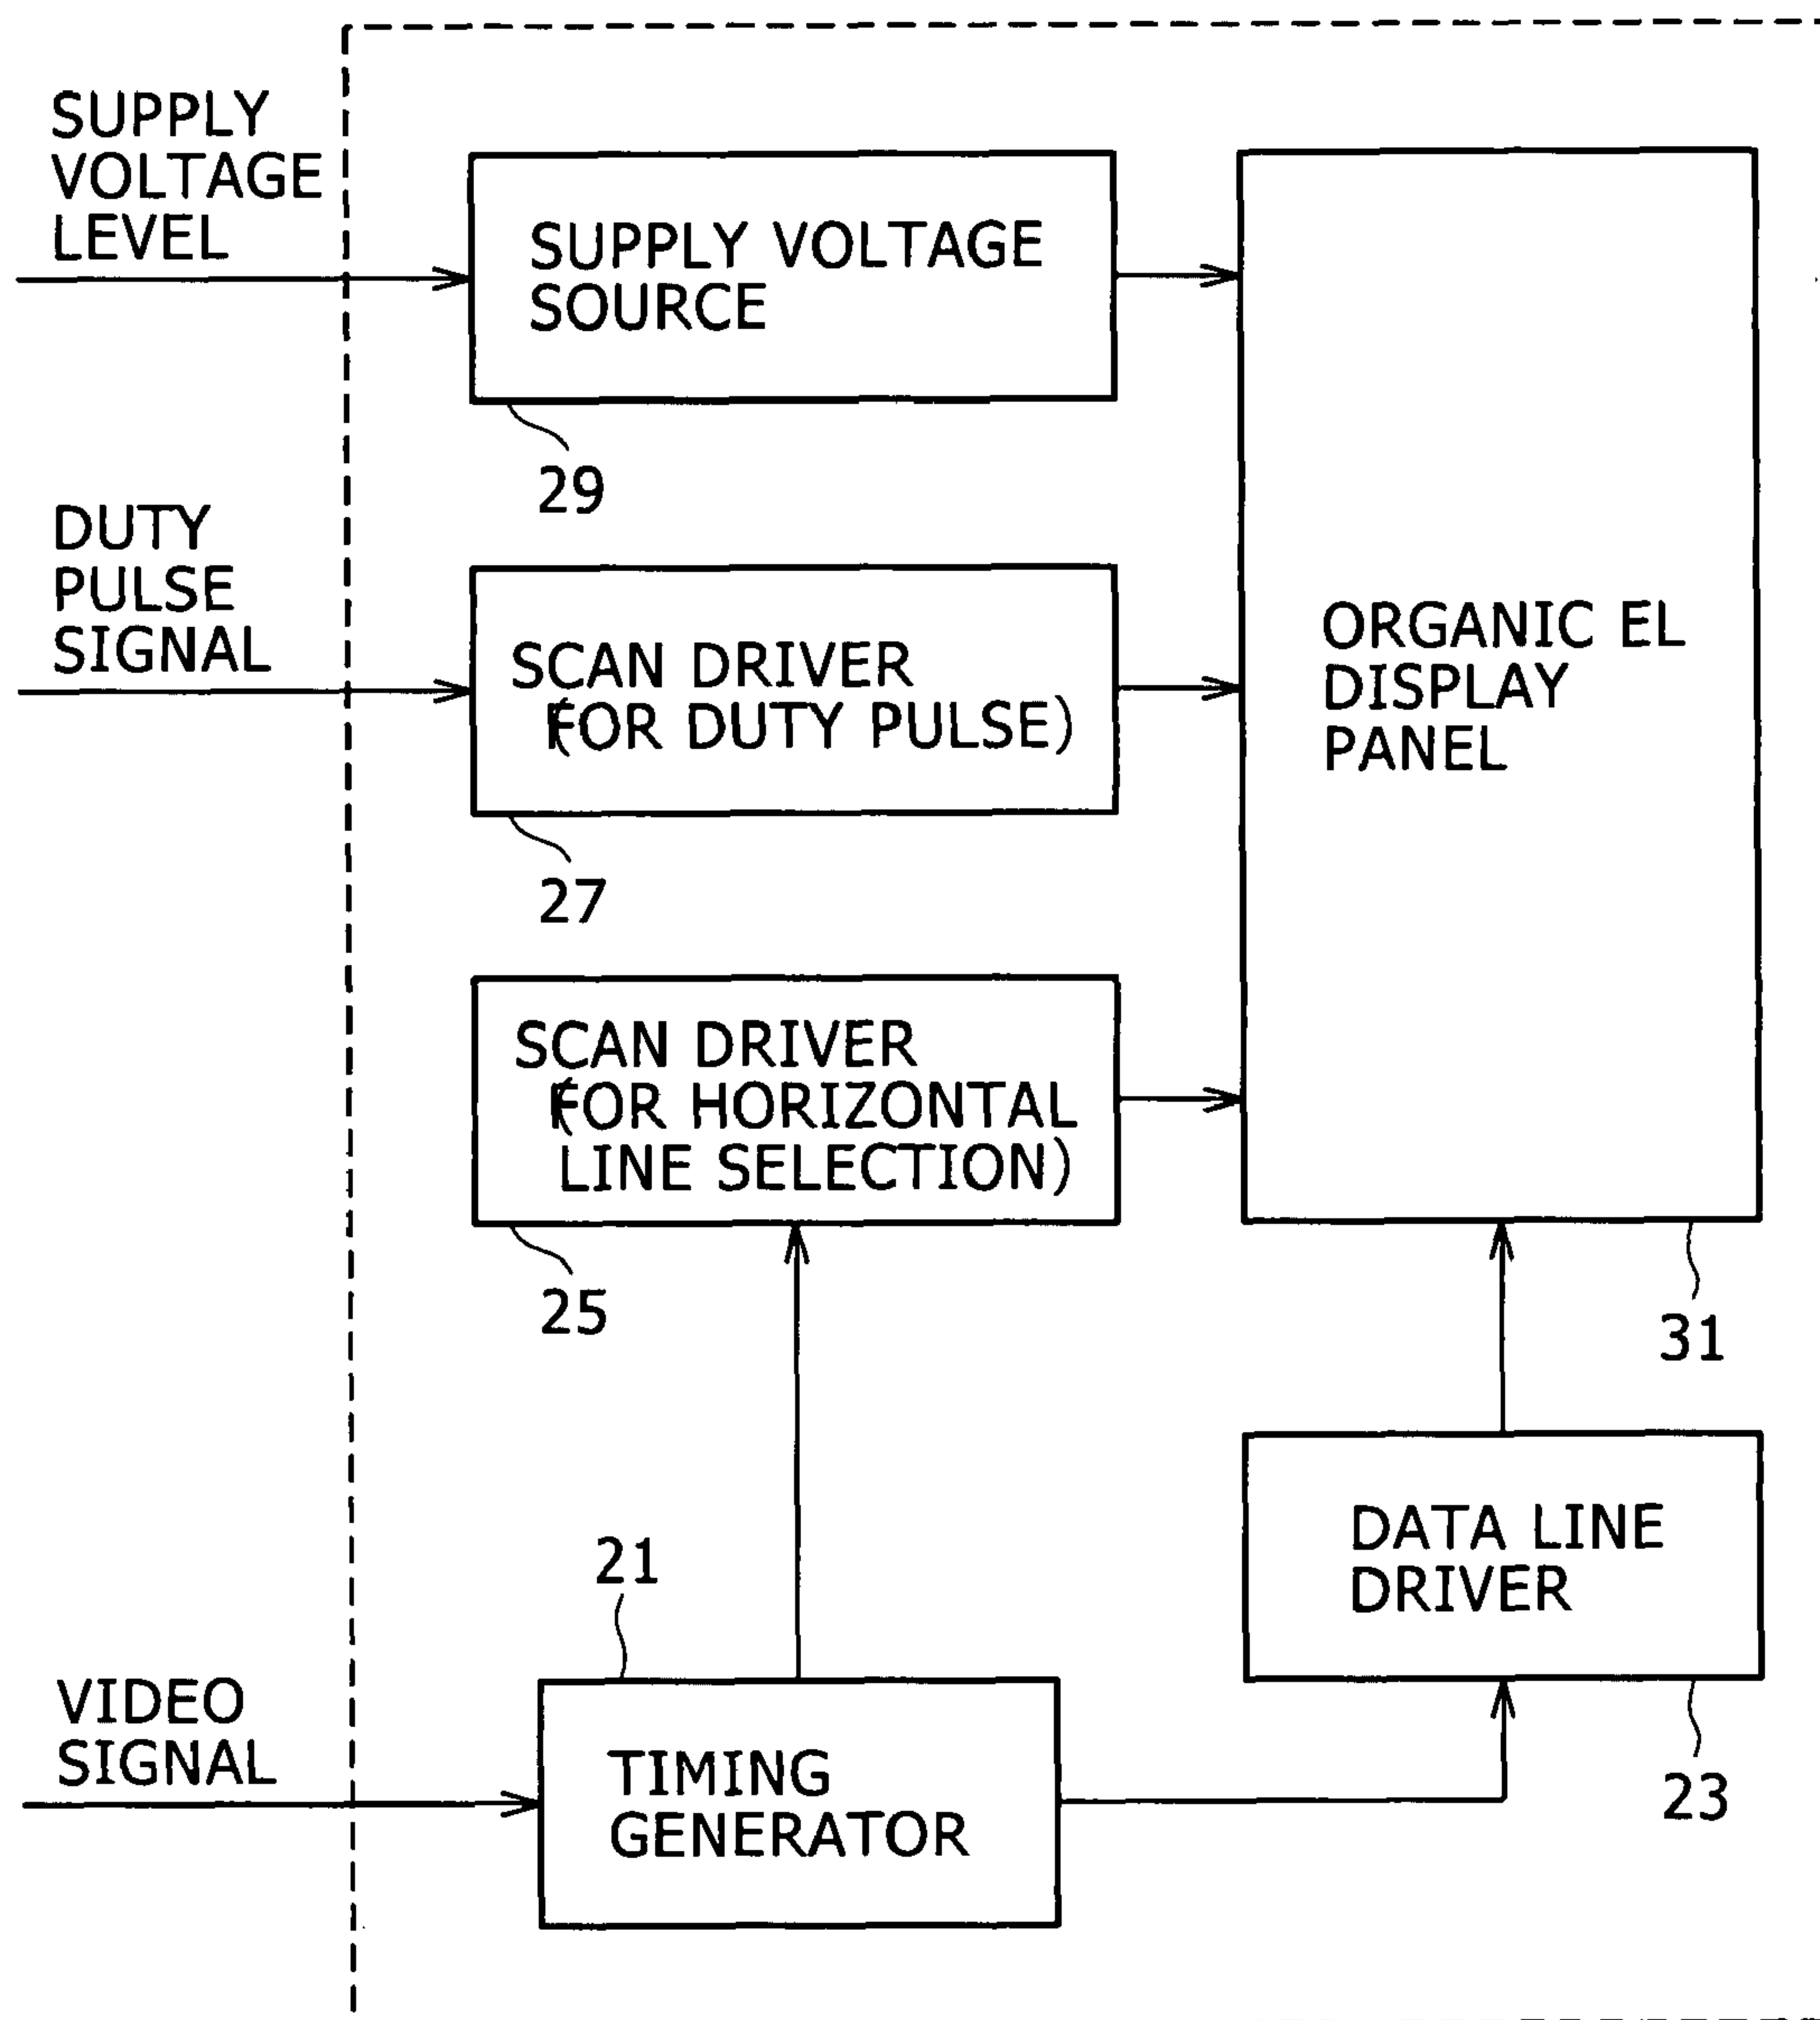 SUPPLY
VOLTAGE
LEVEL
SUPPLY VOLTAGE
SOURCE
29
DUTY
PULSE
SIGNAL
SCAN DRIVER
(FOR DUTY PULSE)
27
ORGANIC EL
DISPLAY
PANEL
SCAN DRIVER
(FOR HORIZONTAL
LINE SELECTION)
25
31
DATA LINE
DRIVER
23
21
VIDEO
SIGNAL
TIMING
GENERATOR